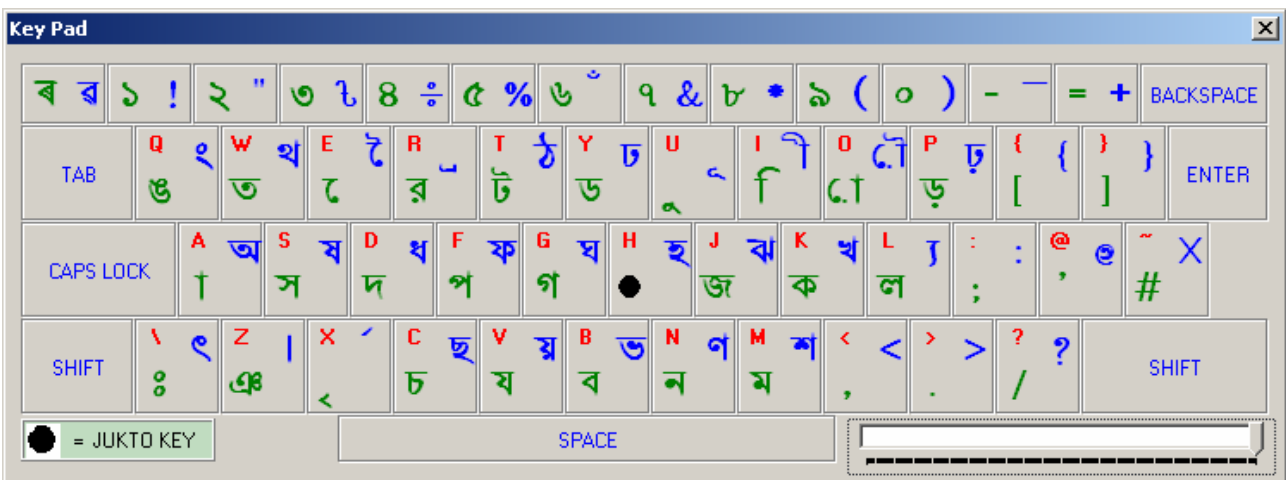 Key Pad
ৰ ৱ ১ ! ২ " ৩ ৪ ÷ ৫ % ৬ ঁ ৭ & ৮ * ৯ ( ০ ) - ¯ = + BACKSPACE
TAB Q ং ঙ W থ ত E ৈ ে R র T ঠ ট Y ঢ ড U ূ ু I ী ি O ৌ ো P ঢ় ড় { { [ } } ] ENTER
CAPS LOCK A অ া S ষ স D ধ দ F ফ প G ঘ গ H হ ● J ঝ জ K খ ক L ল : : ; @ @ ' ~ X #
SHIFT \ ৎ ঃ Z | ঞ X ´ ্ C ছ চ V য় য B ভ ব N ণ ন M শ ম < < , > > . ? ? / SHIFT
● = JUKTO KEY SPACE